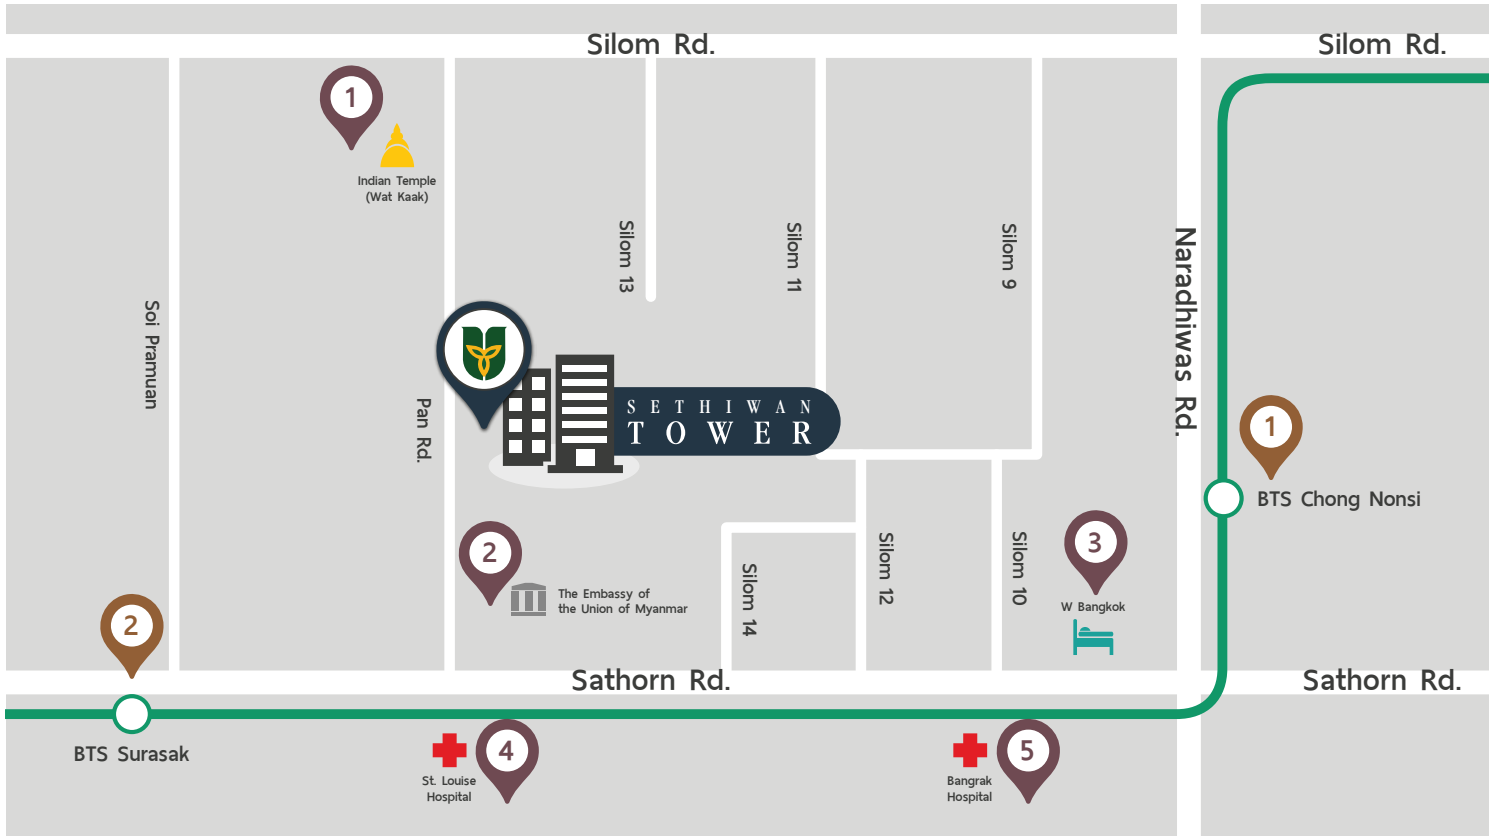 Silom Rd.
Silom Rd.
1
Indian Temple
(Wat Kaak)
Silom 13
Silom 11
Silom 9
Naradhiwas Rd.
Soi Pramuan
Pan Rd.
SETHIWAN
TOWER
1
BTS Chong Nonsi
2
The Embassy of
the Union of Myanmar
Silom 14
Silom 12
Silom 10
3
W Bangkok
2
BTS Surasak
Sathorn Rd.
Sathorn Rd.
4
St. Louise
Hospital
5
Bangrak
Hospital